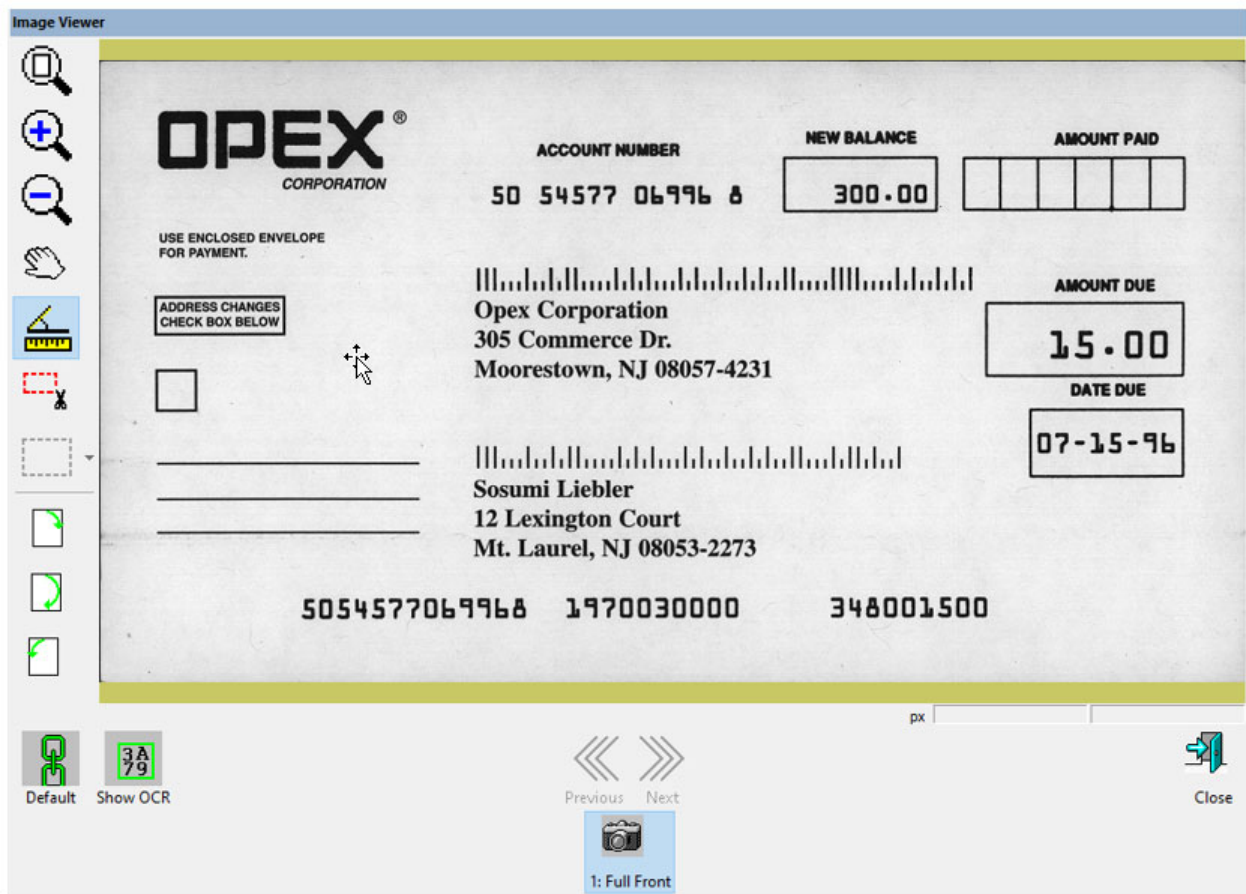 Image Viewer
OPEX®
CORPORATION
ACCOUNT NUMBER
50 54577 06996 8
NEW BALANCE
300.00
AMOUNT PAID
USE ENCLOSED ENVELOPE
FOR PAYMENT.
ADDRESS CHANGES
CHECK BOX BELOW
Opex Corporation
305 Commerce Dr.
Moorestown, NJ 08057-4231
AMOUNT DUE
15.00
DATE DUE
07-15-96
Sosumi Liebler
12 Lexington Court
Mt. Laurel, NJ 08053-2273
5054577069968 1970030000 348001500
px
3A
79
Default
Show OCR
Previous
Next
Close
1: Full Front